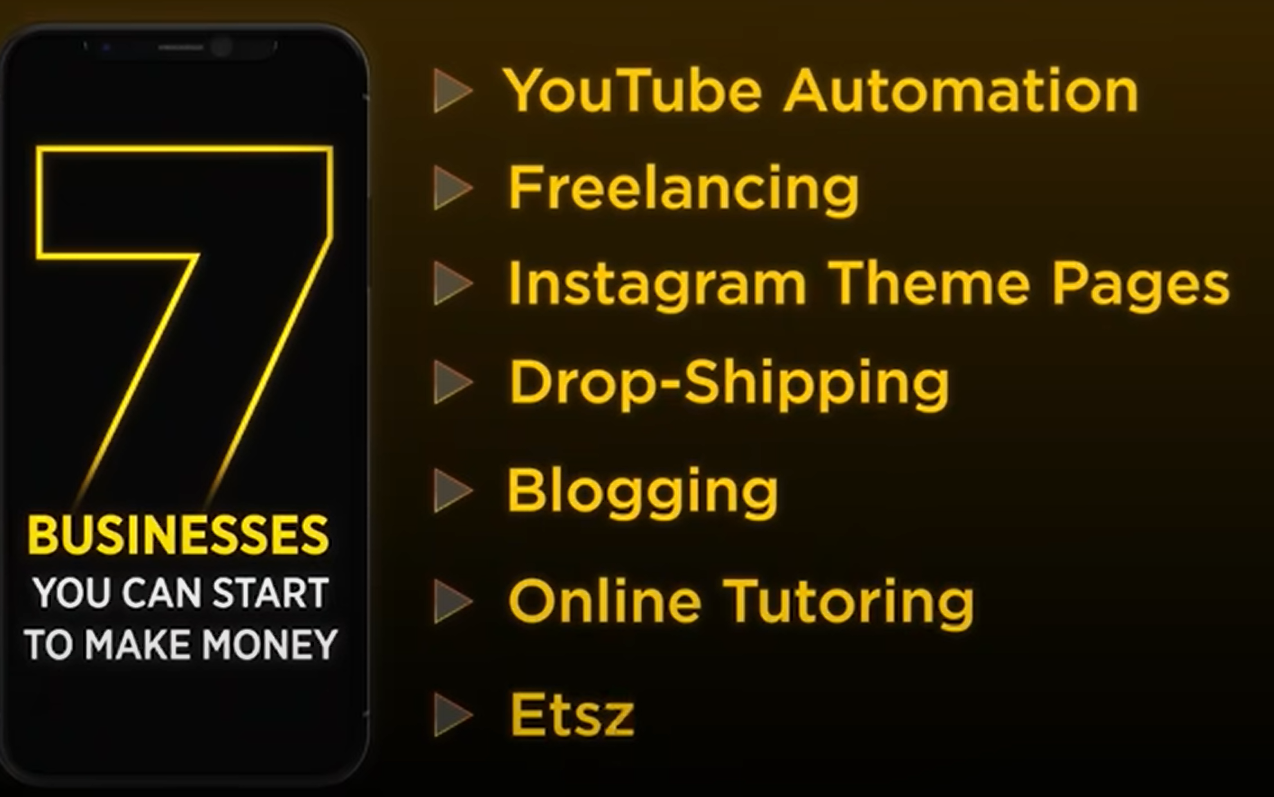 7
BUSINESSES
YOU CAN START
TO MAKE MONEY
YouTube Automation
Freelancing
Instagram Theme Pages
Drop-Shipping
Blogging
Online Tutoring
Etsz